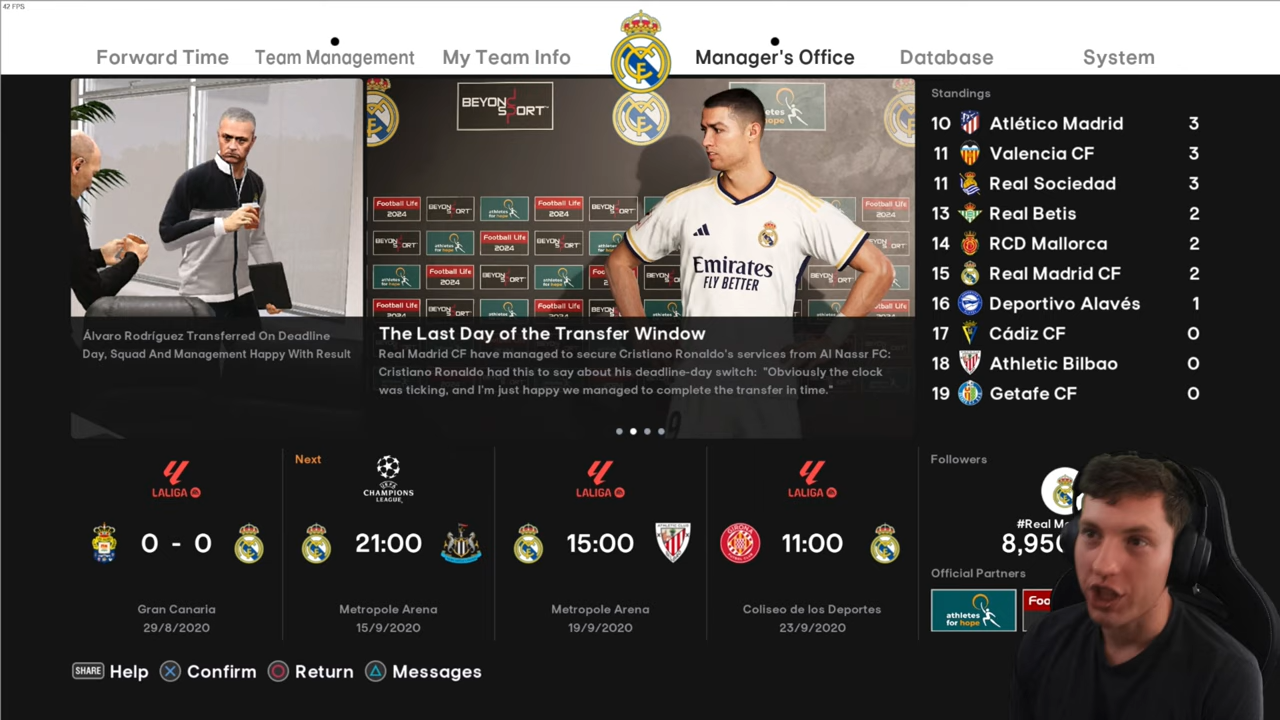 42 FPS
Forward Time
Team Management
My Team Info
Manager's Office
Database
System
BEYOND SPORT
athletes for hope
Football Life 2024
Emirates
FLY BETTER
Álvaro Rodríguez Transferred On Deadline
Day, Squad And Management Happy With Result
The Last Day of the Transfer Window
Real Madrid CF have managed to secure Cristiano Ronaldo's services from Al Nassr FC:
Cristiano Ronaldo had this to say about his deadline-day switch: "Obviously the clock
was ticking, and I'm just happy we managed to complete the transfer in time."
Standings
10 Atlético Madrid 3
11 Valencia CF 3
11 Real Sociedad 3
13 Real Betis 2
14 RCD Mallorca 2
15 Real Madrid CF 2
16 Deportivo Alavés 1
17 Cádiz CF 0
18 Athletic Bilbao 0
19 Getafe CF 0
LALIGA
0 - 0
Gran Canaria
29/8/2020
Next
UEFA
CHAMPIONS
LEAGUE
21:00
Metropole Arena
15/9/2020
LALIGA
15:00
Metropole Arena
19/9/2020
LALIGA
11:00
Coliseo de los Deportes
23/9/2020
Followers
#Real M
8,950
Official Partners
athletes
for hope
Foo
SHARE Help
Confirm
Return
Messages